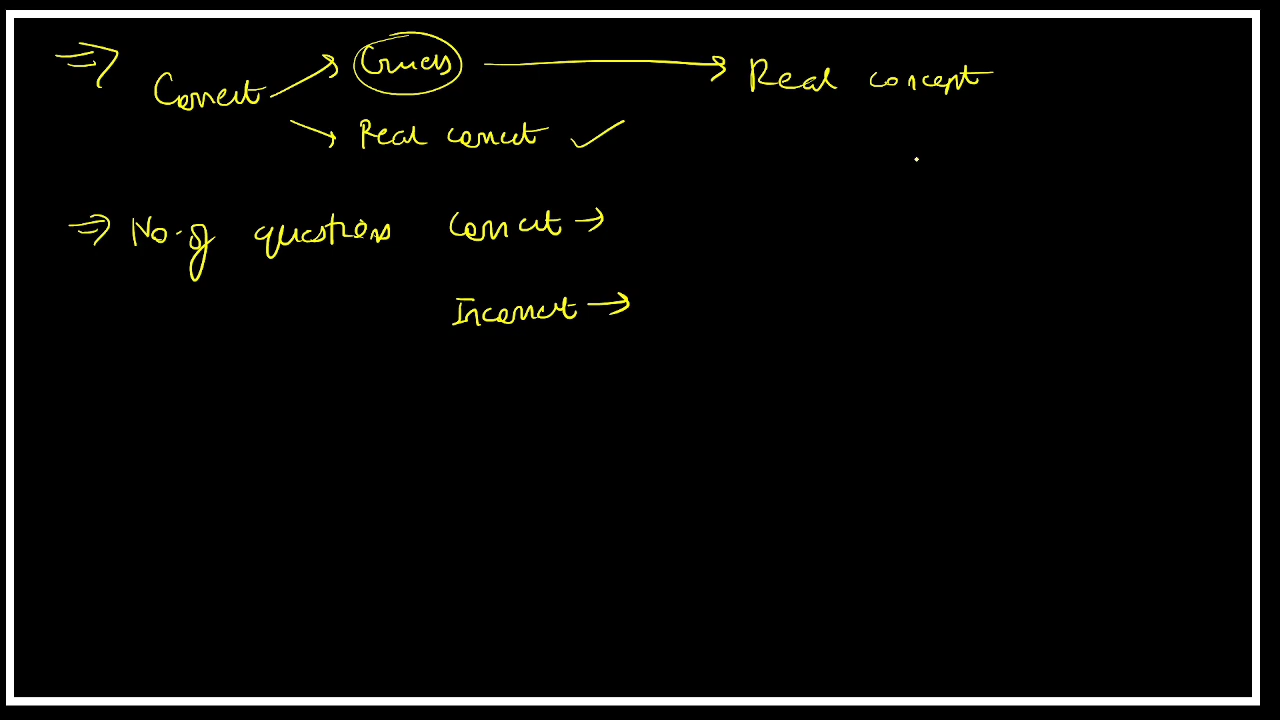 ⇒ Correct → Guess → Real concept
→ Real correct ✓
⇒ No. of questions Correct →
Incorrect →